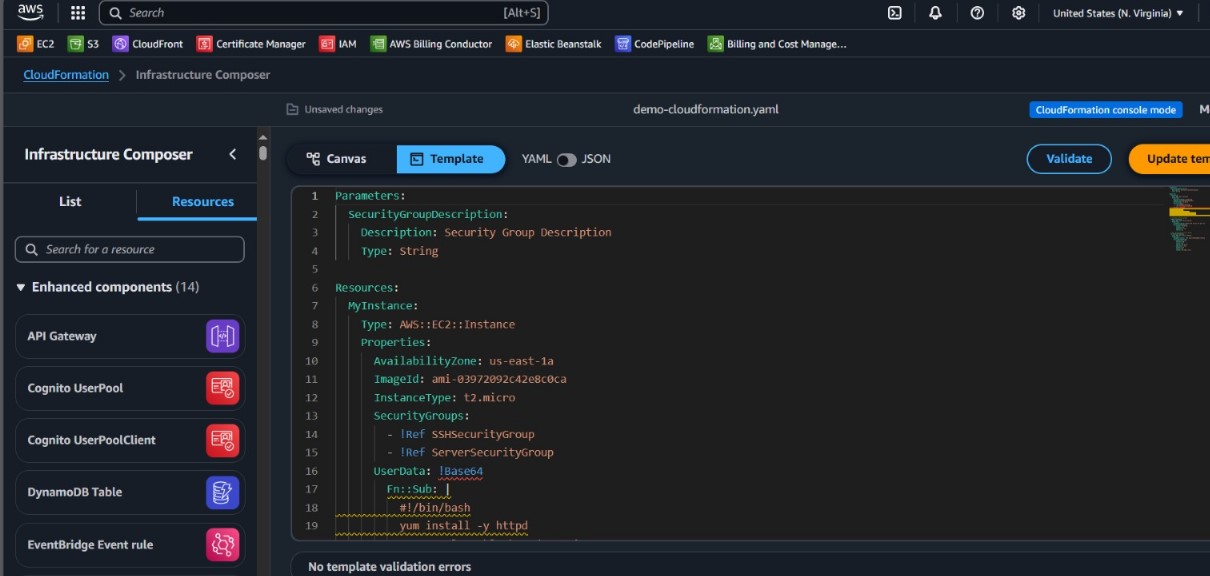 aws
Search [Alt+S] United States (N. Virginia)
EC2 S3 CloudFront Certificate Manager IAM AWS Billing Conductor Elastic Beanstalk CodePipeline Billing and Cost Manage...
CloudFormation > Infrastructure Composer
Unsaved changes demo-cloudformation.yaml CloudFormation console mode
Infrastructure Composer
Canvas Template YAML JSON Validate Update tem
List Resources
Search for a resource
Enhanced components (14)
API Gateway
Cognito UserPool
Cognito UserPoolClient
DynamoDB Table
EventBridge Event rule
1 Parameters:
2 SecurityGroupDescription:
3 Description: Security Group Description
4 Type: String
5
6 Resources:
7 MyInstance:
8 Type: AWS::EC2::Instance
9 Properties:
10 AvailabilityZone: us-east-1a
11 ImageId: ami-03972092c42e8c0ca
12 InstanceType: t2.micro
13 SecurityGroups:
14 - !Ref SSHSecurityGroup
15 - !Ref ServerSecurityGroup
16 UserData: !Base64
17 Fn::Sub: |
18 #!/bin/bash
19 yum install -y httpd
No template validation errors